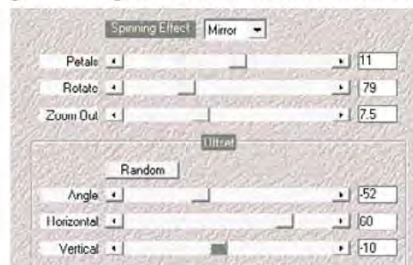 Spinning Effect Mirror
Petals 11
Rotate -79
Zoom Out 7.5
Offset
Random
Angle -52
Horizontal 60
Vertical -10